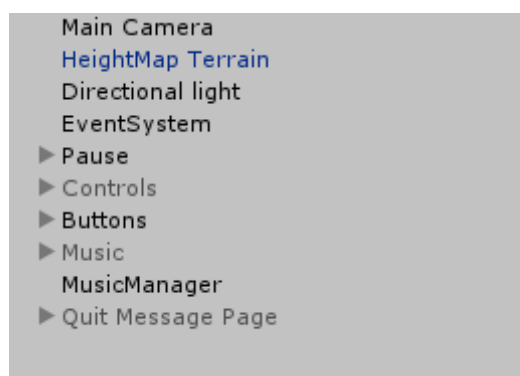 Main Camera
HeightMap Terrain
Directional light
EventSystem
Pause
Controls
Buttons
Music
MusicManager
Quit Message Page